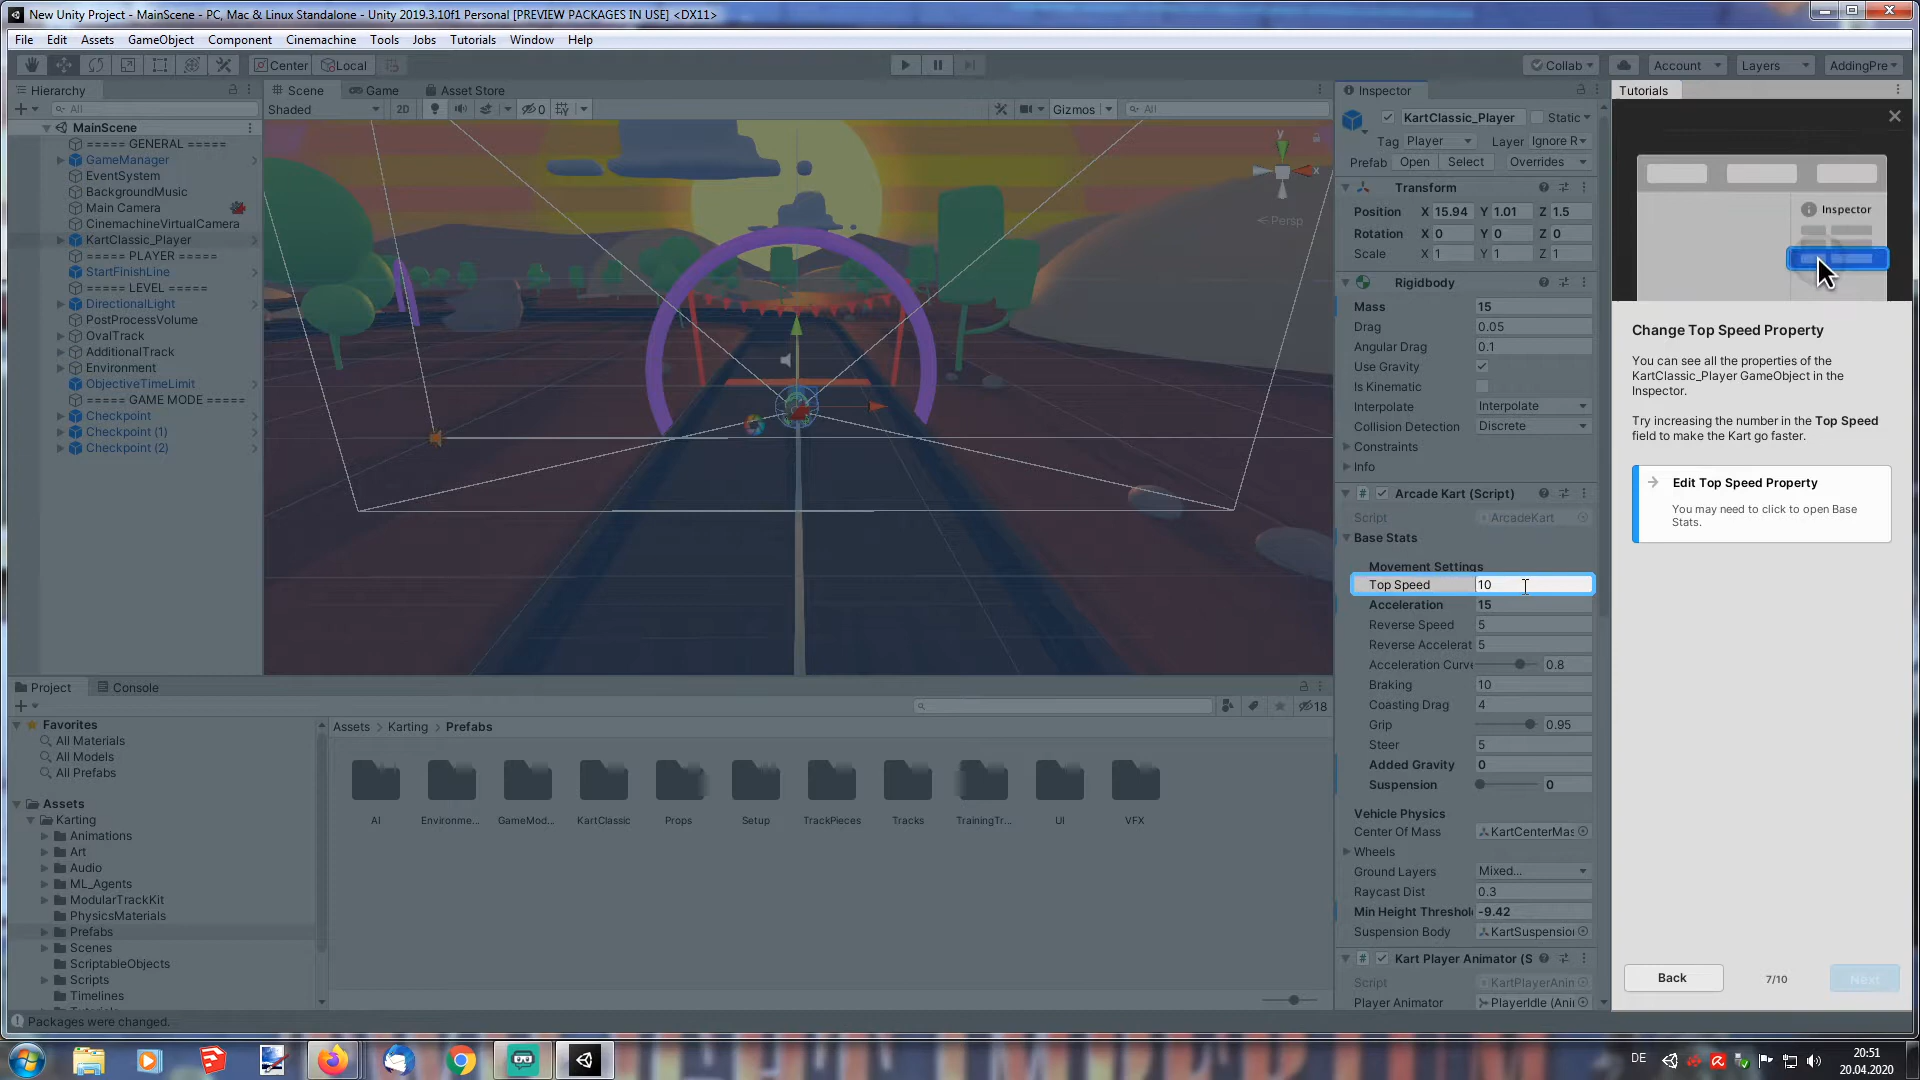 New Unity Project - MainScene - PC, Mac & Linux Standalone - Unity 2019.3.10f1 Personal [PREVIEW PACKAGES IN USE] <DX11>
File Edit Assets GameObject Component Cinemachine Tools Jobs Tutorials Window Help
Center Local Collab Account Layers AddingPre
Hierarchy
All
MainScene
===== GENERAL =====
GameManager
EventSystem
BackgroundMusic
Main Camera
CinemachineVirtualCamera
KartClassic_Player
===== PLAYER =====
StartFinishLine
===== LEVEL =====
DirectionalLight
PostProcessVolume
OvalTrack
AdditionalTrack
Environment
ObjectiveTimeLimit
===== GAME MODE =====
Checkpoint
Checkpoint (1)
Checkpoint (2)
Scene Game Asset Store
Shaded 2D 0 Gizmos All
y
x
Persp
Inspector
KartClassic_Player Static
Tag Player Layer Ignore R
Prefab Open Select Overrides
Transform
Position X 15.94 Y 1.01 Z 1.5
Rotation X 0 Y 0 Z 0
Scale X 1 Y 1 Z 1
Rigidbody
Mass 15
Drag 0.05
Angular Drag 0.1
Use Gravity
Is Kinematic
Interpolate Interpolate
Collision Detection Discrete
Constraints
Info
Arcade Kart (Script)
Script ArcadeKart
Base Stats
Movement Settings
Top Speed 10
Acceleration 15
Reverse Speed 5
Reverse Accelerat 5
Acceleration Curve 0.8
Braking 10
Coasting Drag 4
Grip 0.95
Steer 5
Added Gravity 0
Suspension 0
Vehicle Physics
Center Of Mass KartCenterMas
Wheels
Ground Layers Mixed...
Raycast Dist 0.3
Min Height Threshol -9.42
Suspension Body KartSuspension
Kart Player Animator (S
Script KartPlayerAnim
Player Animator PlayerIdle (Ani
Tutorials
Inspector
Change Top Speed Property
You can see all the properties of the
KartClassic_Player GameObject in the
Inspector.
Try increasing the number in the Top Speed
field to make the Kart go faster.
Edit Top Speed Property
You may need to click to open Base
Stats.
Back 7/10 Next
Project Console
18
Favorites
All Materials
All Models
All Prefabs
Assets
Karting
Animations
Art
Audio
ML_Agents
ModularTrackKit
PhysicsMaterials
Prefabs
Scenes
ScriptableObjects
Scripts
Timelines
Assets Karting Prefabs
AI Environme... GameMod... KartClassic Props Setup TrackPieces Tracks TrainingTr... UI VFX
Packages were changed.
DE
20:51
20.04.2020